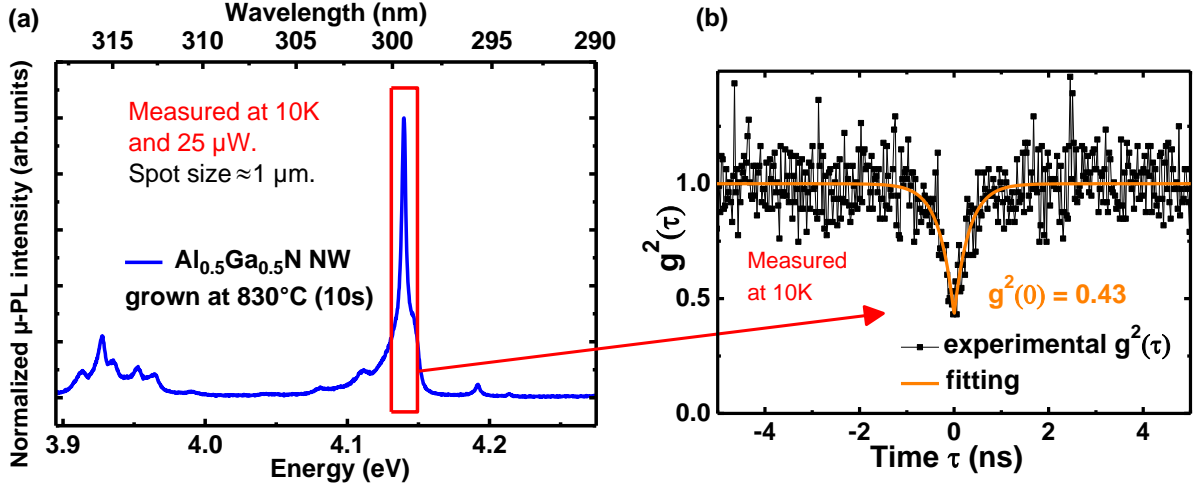 (a)
Wavelength (nm)
315 310 305 300 295 290
Normalized µ-PL intensity (arb.units)
Measured at 10K
and 25 µW.
Spot size ≈1 µm.
Al0.5Ga0.5N NW
grown at 830°C (10s)
3.9 4.0 4.1 4.2
Energy (eV)
(b)
g2(τ)
1.0
0.5
0.0
Measured
at 10K
g2(0) = 0.43
experimental g2(τ)
fitting
-4 -2 0 2 4
Time τ (ns)